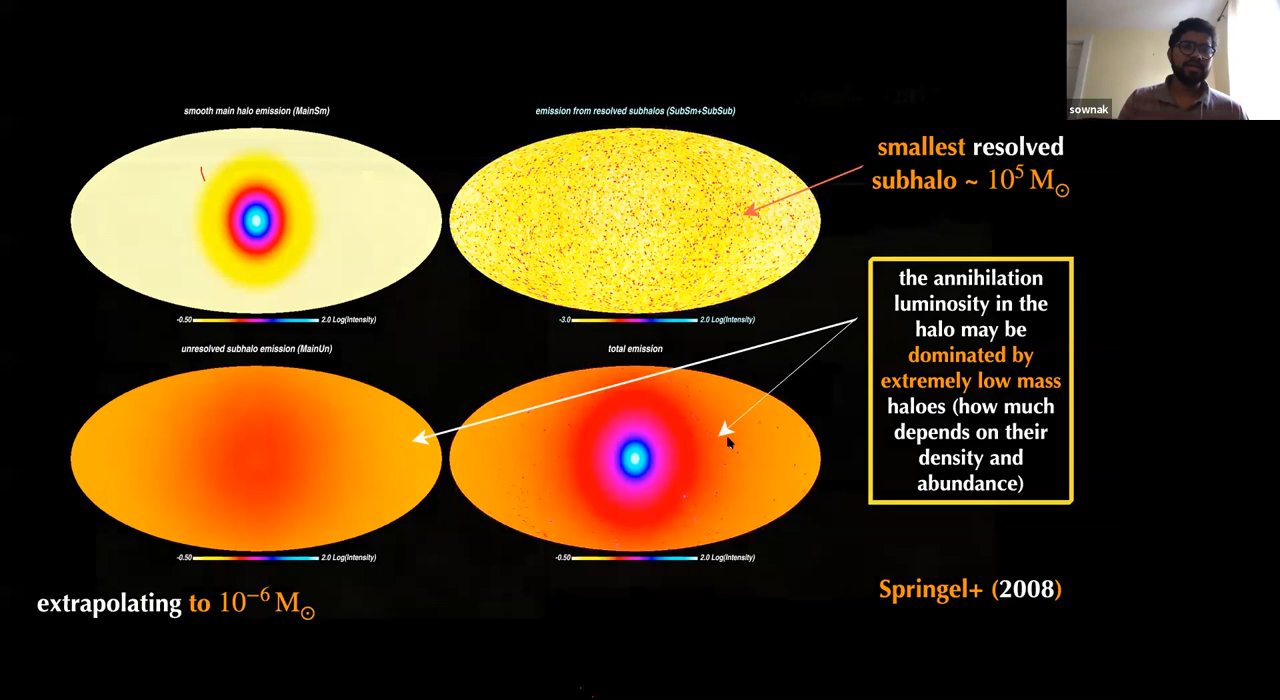 sownak
smooth main halo emission (MainSm)
emission from resolved subhalos (SubSm+SubSub)
smallest resolved
subhalo ~ 10⁵ M☉
-0.50 2.0 Log(Intensity)
-3.0 2.0 Log(Intensity)
the annihilation
luminosity in the
halo may be
dominated by
extremely low mass
haloes (how much
depends on their
density and
abundance)
unresolved subhalo emission (MainUn)
total emission
-0.50 2.0 Log(Intensity)
-0.50 2.0 Log(Intensity)
extrapolating to 10⁻⁶ M☉
Springel+ (2008)